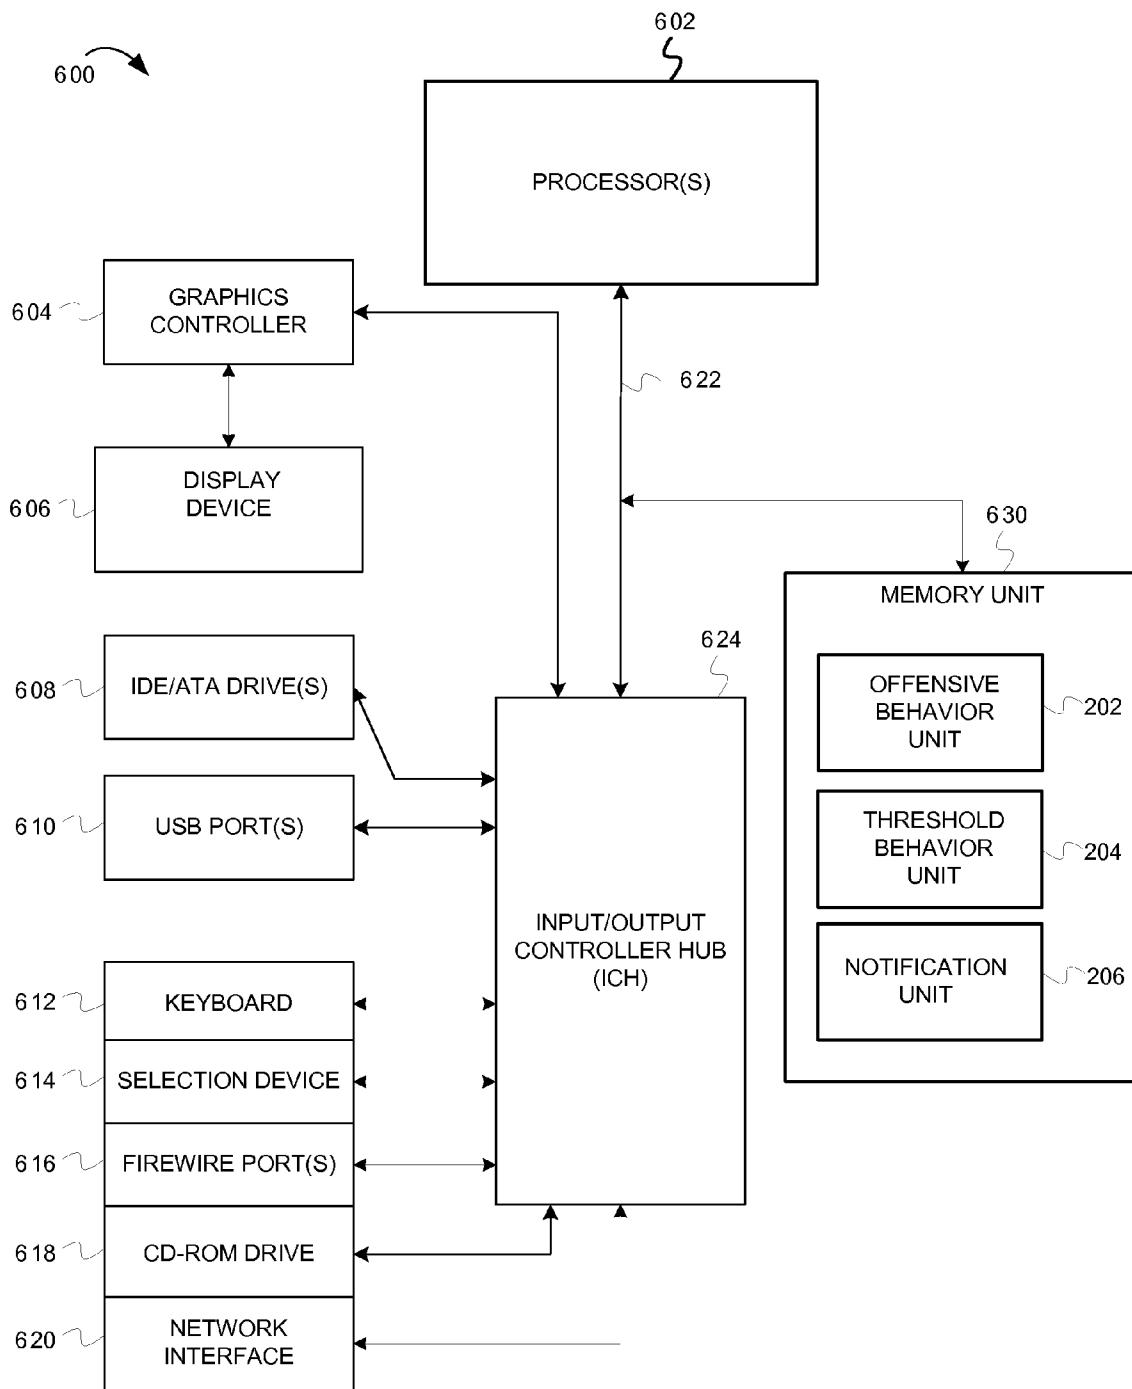 602
600
PROCESSOR(S)
604
GRAPHICS
CONTROLLER
622
606
DISPLAY
DEVICE
630
MEMORY UNIT
624
608
IDE/ATA DRIVE(S)
OFFENSIVE
BEHAVIOR
UNIT
202
610
USB PORT(S)
THRESHOLD
BEHAVIOR
UNIT
204
INPUT/OUTPUT
CONTROLLER HUB
(ICH)
NOTIFICATION
UNIT
206
612
KEYBOARD
614
SELECTION DEVICE
616
FIREWIRE PORT(S)
618
CD-ROM DRIVE
620
NETWORK
INTERFACE